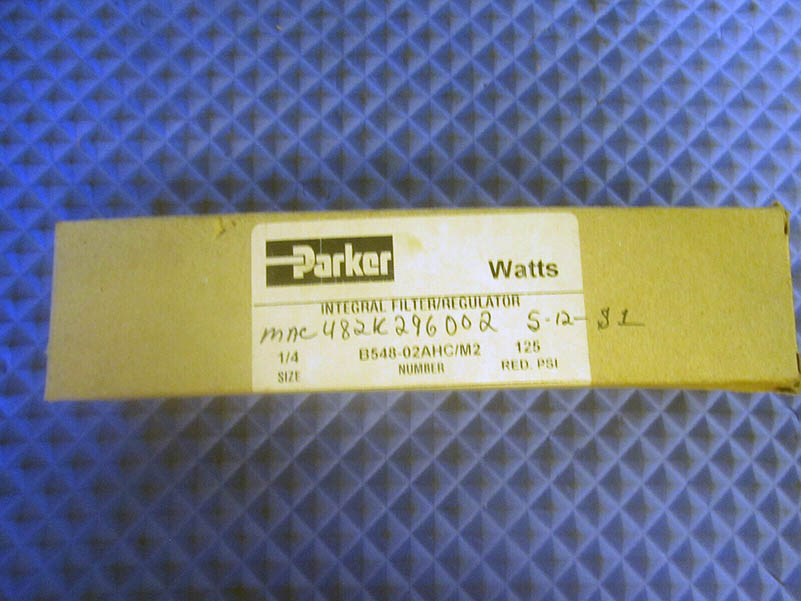 Parker
Watts
INTEGRAL FILTER/REGULATOR
MAC 482K296002 5-12-81
1/4 B548-02AHC/M2 125
SIZE NUMBER RED. PSI